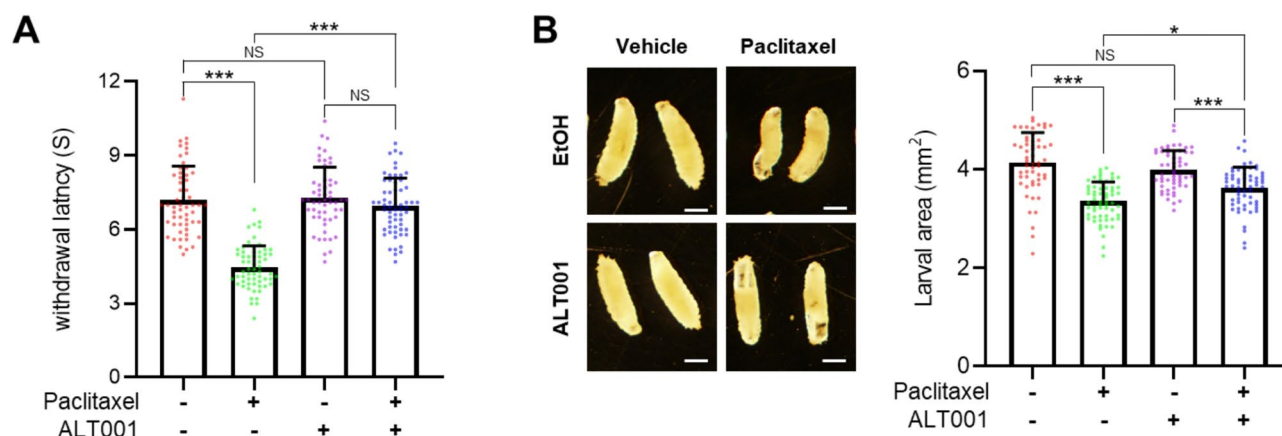 A
withdrawal latncy (S)
12
9
6
3
0
***
NS
***
NS
Paclitaxel - + - +
ALT001 - - + +
B
Vehicle Paclitaxel
EtOH
ALT001
Larval area (mm²)
6
4
2
0
*
NS
***
***
Paclitaxel - + - +
ALT001 - - + +